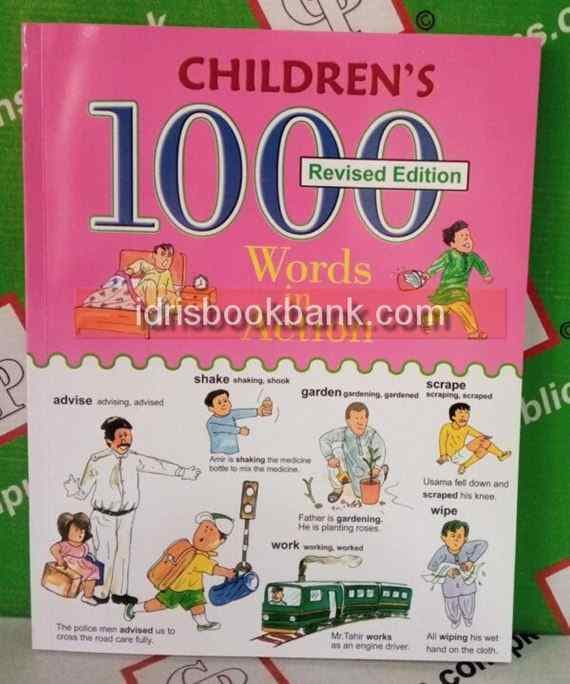 CHILDREN'S
1000
Revised Edition
Words
in
Action
idrisbookbank.com
advise advising, advised
shake shaking, shook
Amir is shaking the medicine
bottle to mix the medicine.
garden gardening, gardened
Father is gardening.
He is planting roses.
scrape
scraping, scraped
Usama fell down and
scraped his knee.
The police men advised us to
cross the road care fully.
work working, worked
Mr.Tahir works
as an engine driver.
wipe
All wiping his wet
hand on the cloth.